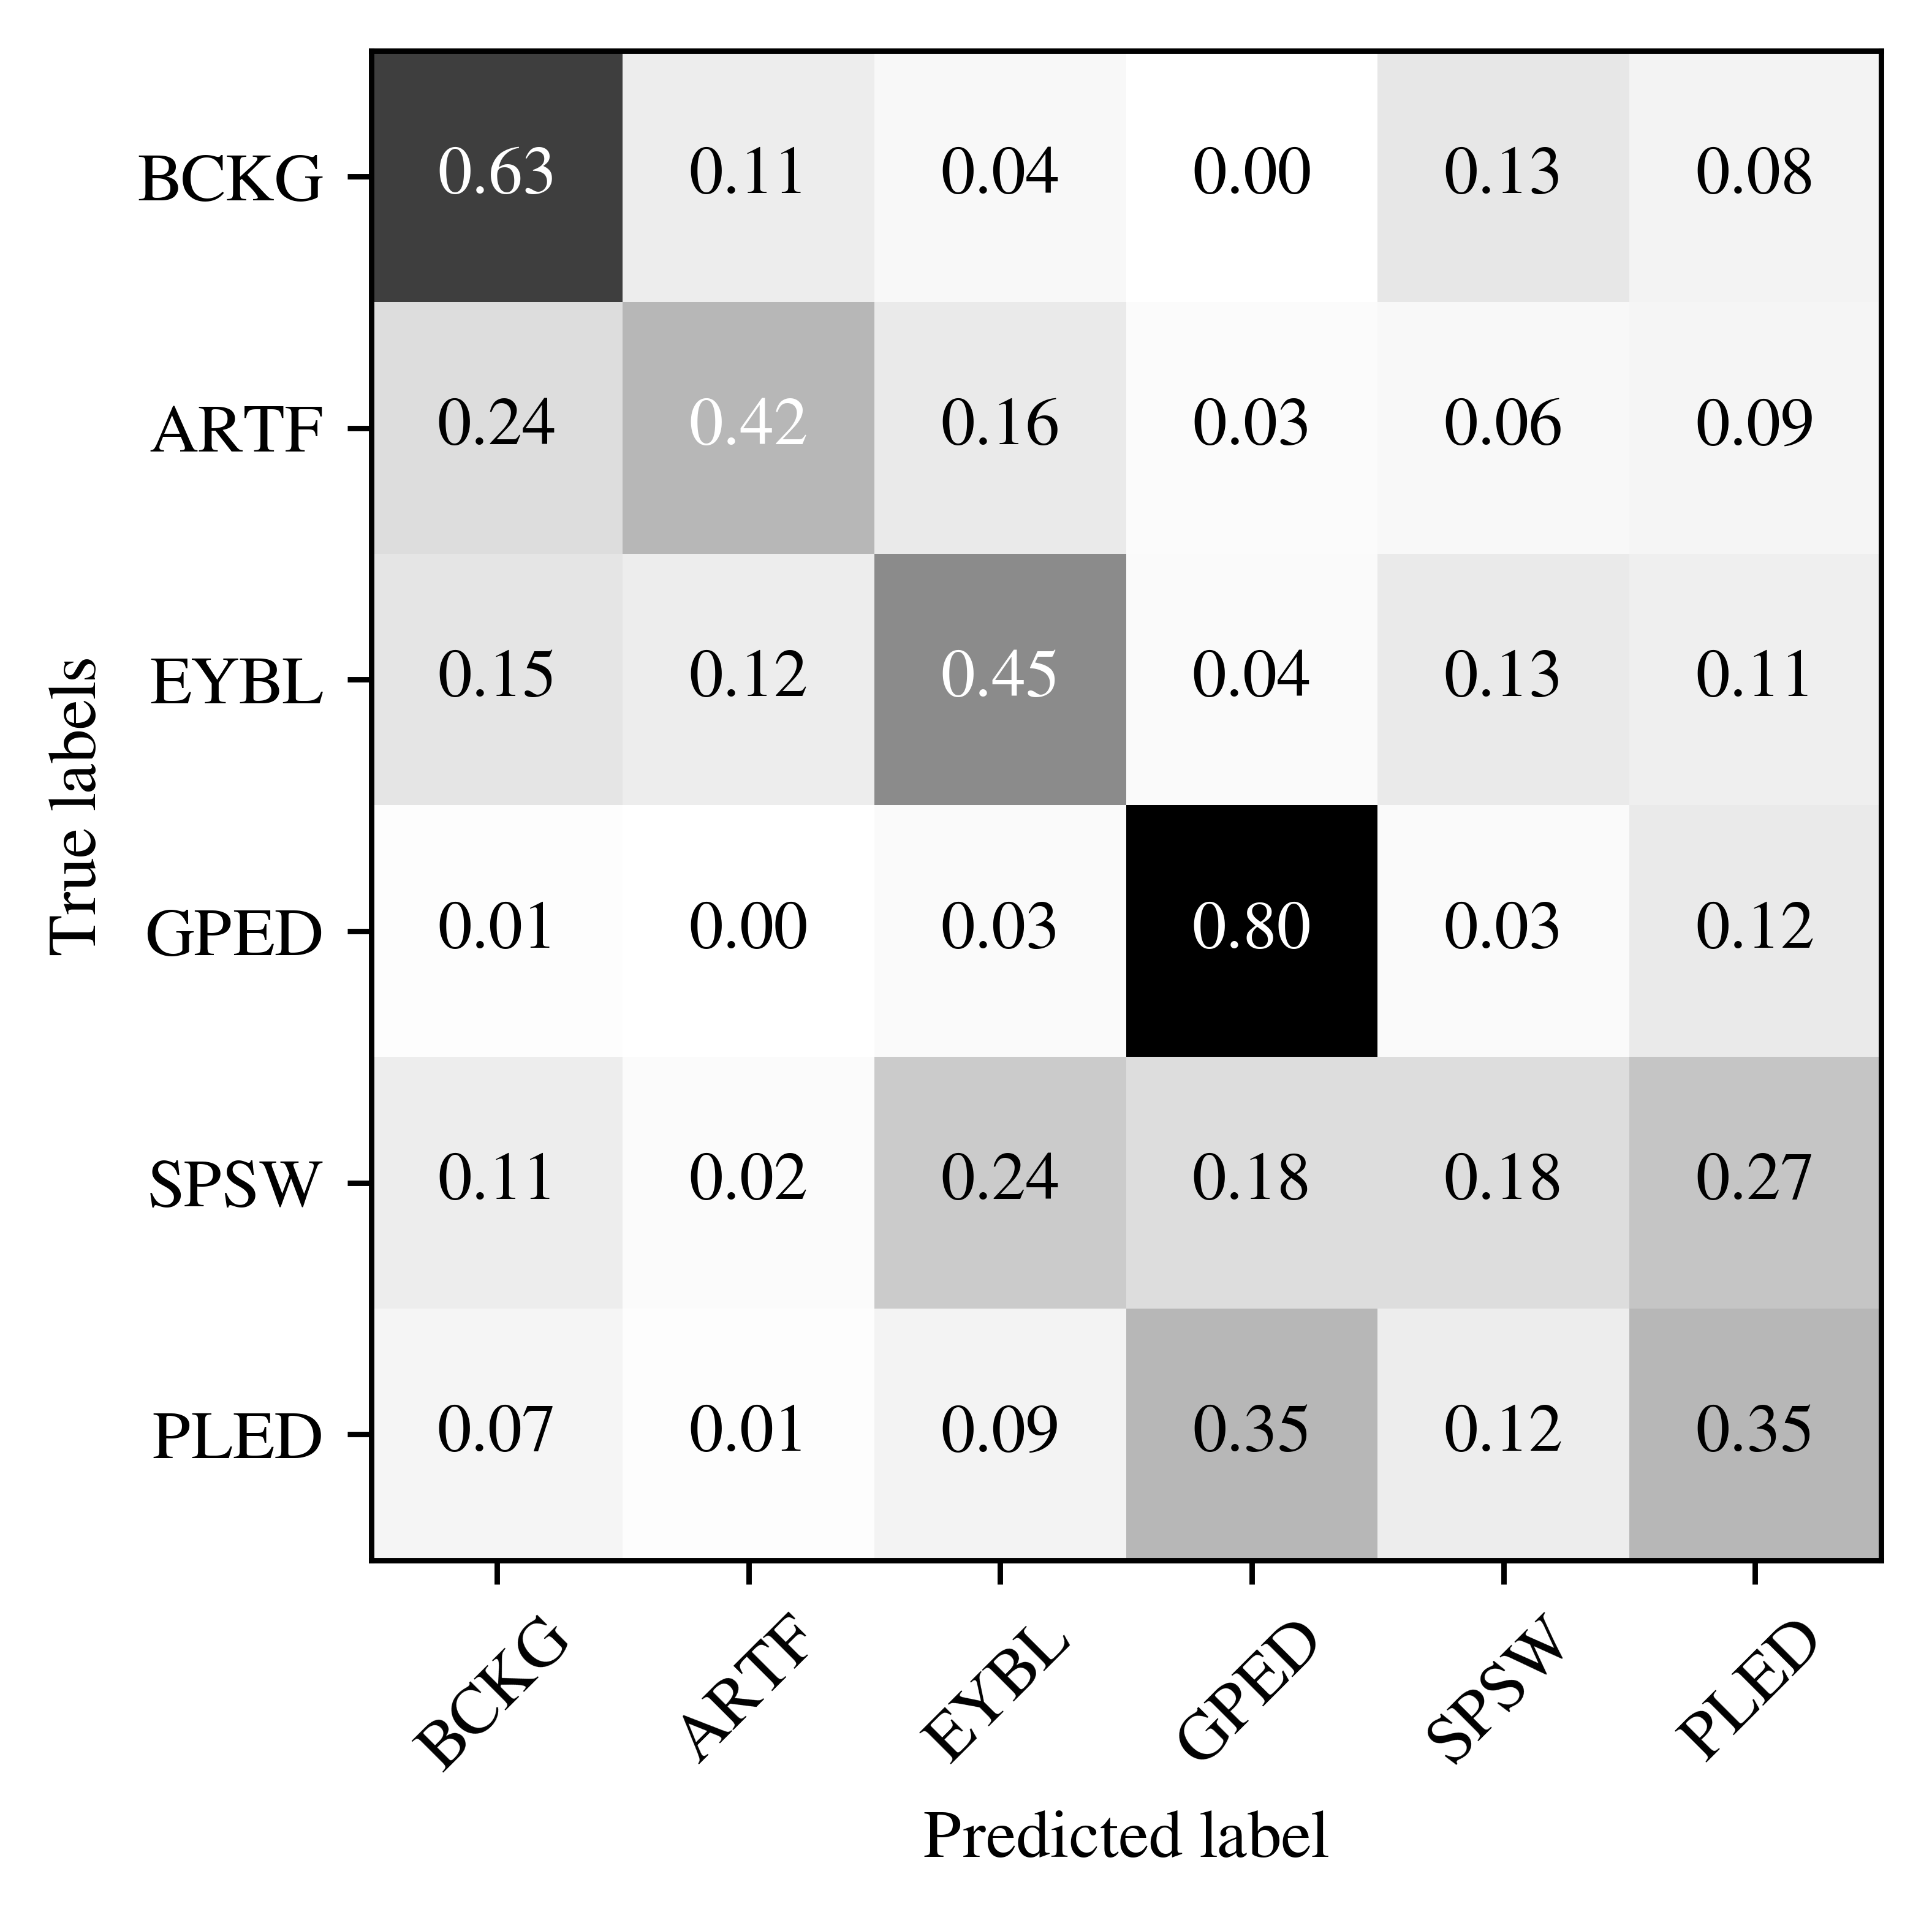 BCKG 0.63 0.11 0.04 0.00 0.13 0.08
ARTF 0.24 0.42 0.16 0.03 0.06 0.09
EYBL 0.15 0.12 0.45 0.04 0.13 0.11
GPED 0.01 0.00 0.03 0.80 0.03 0.12
SPSW 0.11 0.02 0.24 0.18 0.18 0.27
PLED 0.07 0.01 0.09 0.35 0.12 0.35
True labels
BCKG ARTF EYBL GPED SPSW PLED
Predicted label